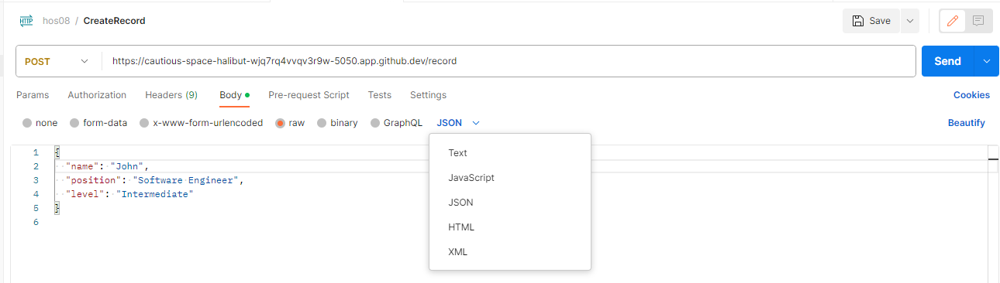 HTTP hos08 / CreateRecord Save
POST https://cautious-space-halibut-wjq7rq4vvqv3r9w-5050.app.github.dev/record Send
Params Authorization Headers (9) Body Pre-request Script Tests Settings Cookies
none form-data x-www-form-urlencoded raw binary GraphQL JSON Beautify
Text
JavaScript
JSON
HTML
XML
1 {
2 "name": "John",
3 "position": "Software Engineer",
4 "level": "Intermediate"
5 }
6